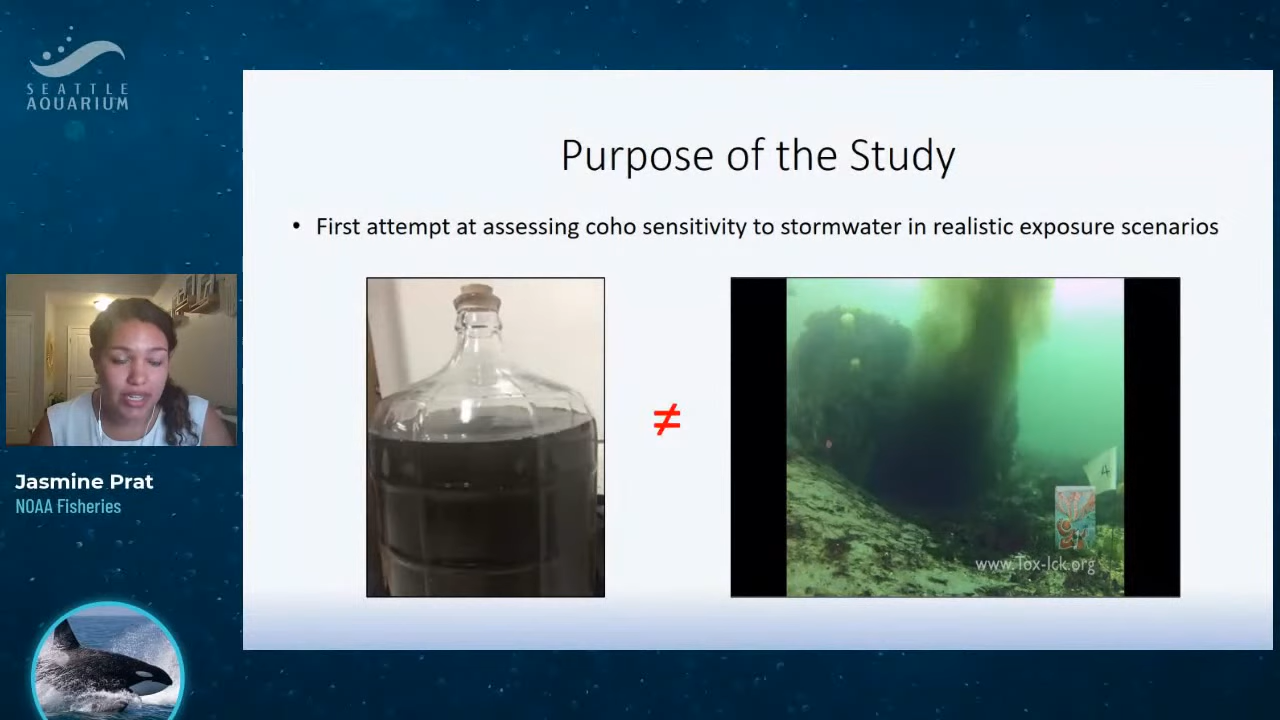 SEATTLE
AQUARIUM
Purpose of the Study
• First attempt at assessing coho sensitivity to stormwater in realistic exposure scenarios
≠
4
www.Tox-Ick.org
Jasmine Prat
NOAA Fisheries